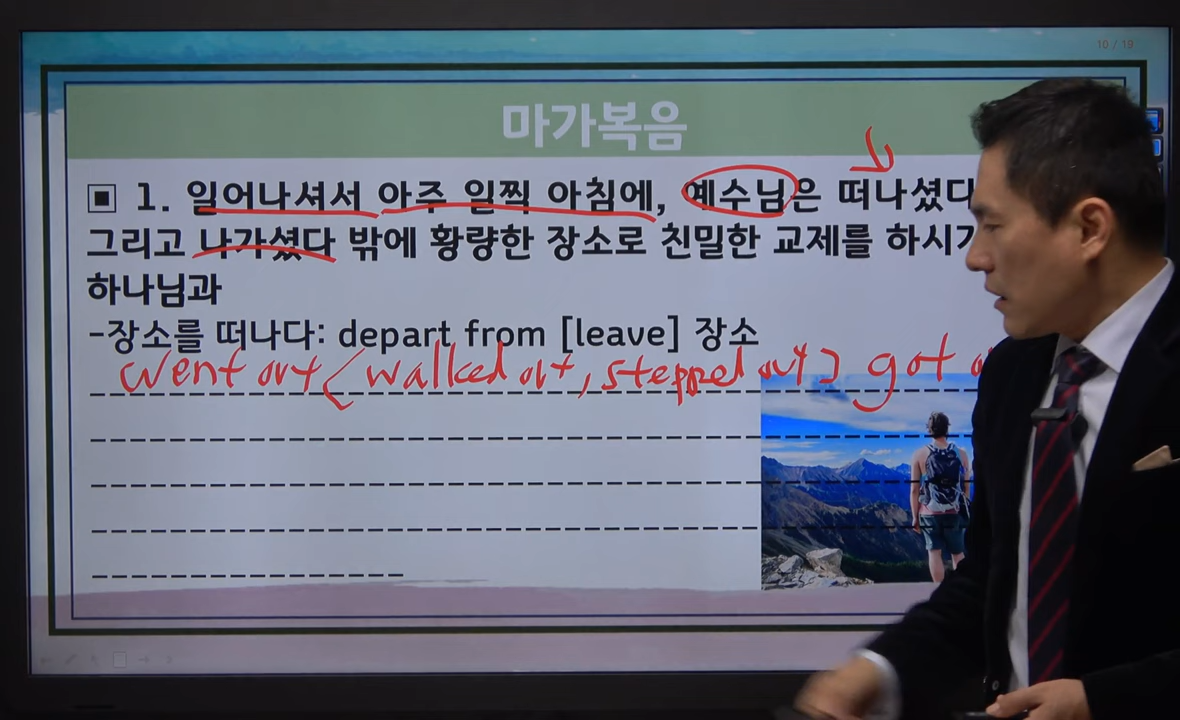 10 / 19
마가복음
▣ 1. 일어나셔서 아주 일찍 아침에, 예수님은 떠나셨다
그리고 나가셨다 밖에 황량한 장소로 친밀한 교제를 하시기
하나님과
-장소를 떠나다: depart from [leave] 장소
went out [walked out, stepped out] got